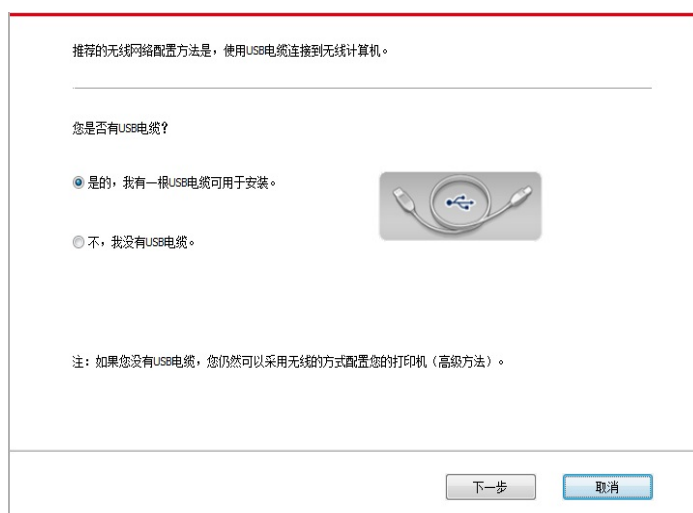 推荐的无线网络配置方法是，使用USB电缆连接到无线计算机。
您是否有USB电缆?
是的，我有一根USB电缆可用于安装。
不，我没有USB电缆。
注：如果您没有USB电缆，您仍然可以采用无线的方式配置您的打印机（高级方法）。
下一步
取消